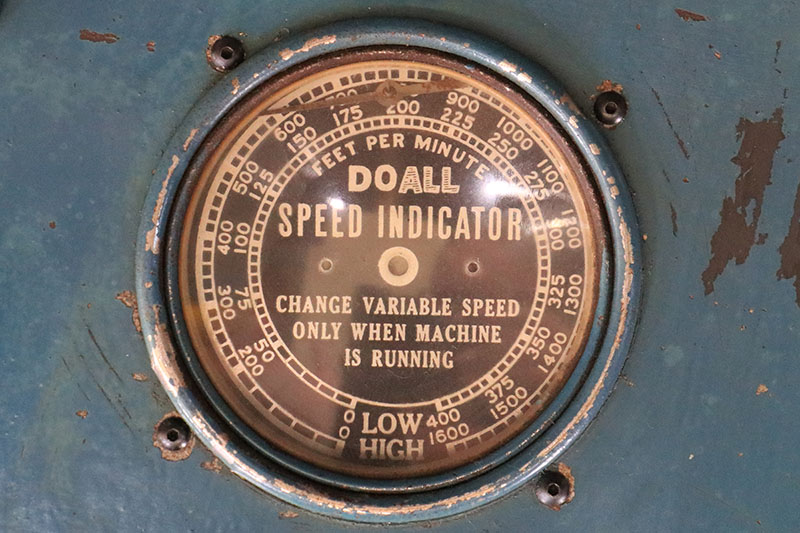 200 300 400 500 600 900 1000 1100 1300 1400 1500
50 75 100 125 150 175 200 225 250 275 300 325 350 375
FEET PER MINUTE
DOALL
SPEED INDICATOR
CHANGE VARIABLE SPEED
ONLY WHEN MACHINE
IS RUNNING
0 LOW 400
0 HIGH 1600